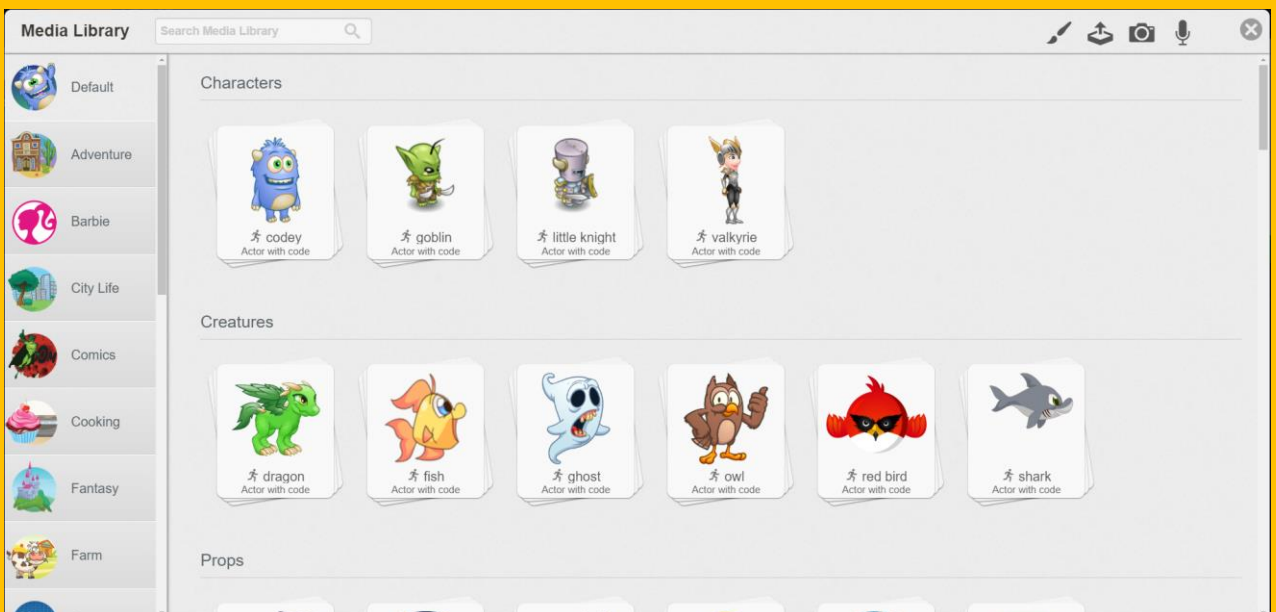 Media Library
Search Media Library
Default
Adventure
Barbie
City Life
Comics
Cooking
Fantasy
Farm
Characters
codey
Actor with code
goblin
Actor with code
little knight
Actor with code
valkyrie
Actor with code
Creatures
dragon
Actor with code
fish
Actor with code
ghost
Actor with code
owl
Actor with code
red bird
Actor with code
shark
Actor with code
Props